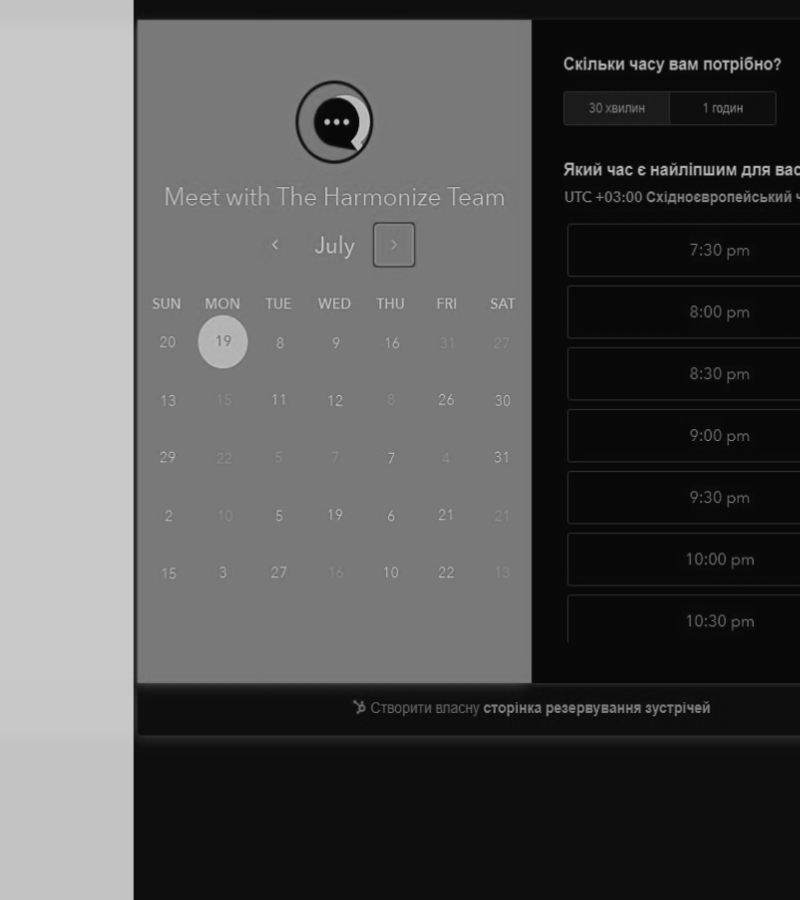 Meet with The Harmonize Team
July
SUN MON TUE WED THU FRI SAT
20 19 8 9 16 31 27
13 15 11 12 8 26 30
29 22 5 7 7 4 31
2 10 5 19 6 21 21
15 3 27 16 10 22 13
Скільки часу вам потрібно?
30 хвилин 1 годин
Який час є найліпшим для вас
UTC +03:00 Східноєвропейський
7:30 pm
8:00 pm
8:30 pm
9:00 pm
9:30 pm
10:00 pm
10:30 pm
Створити власну сторінка резервування зустрічей